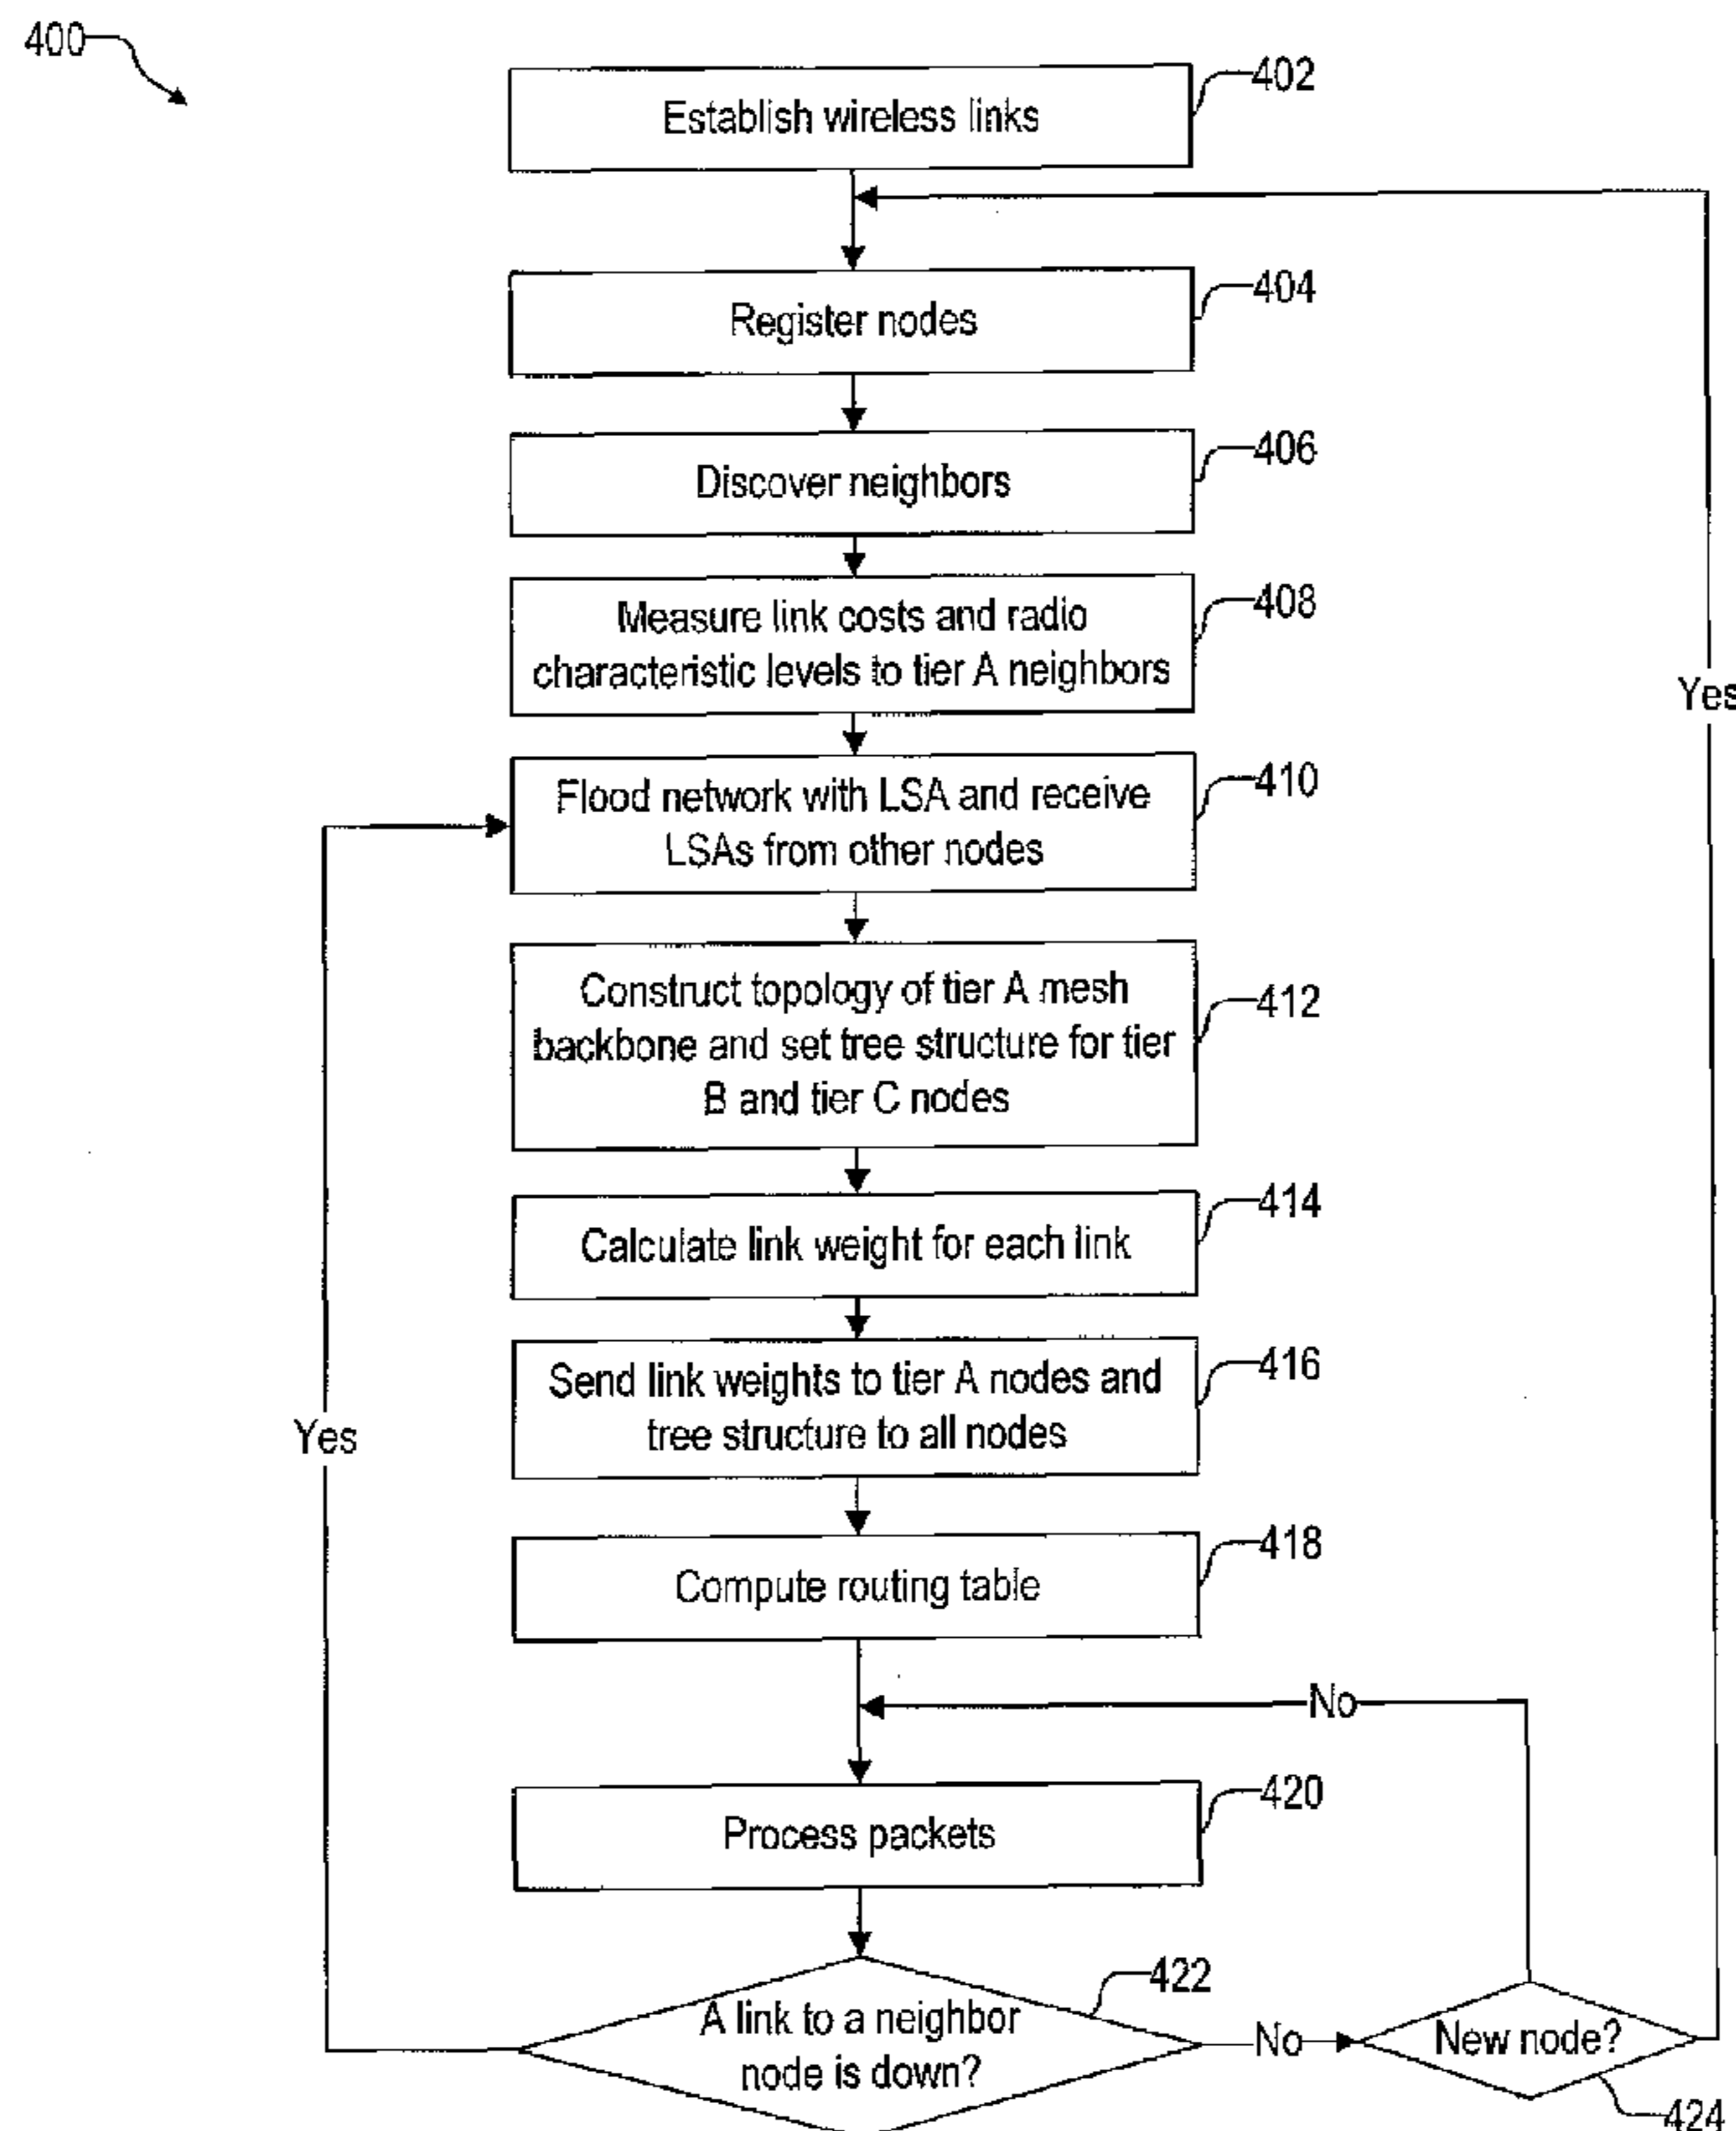 400
Establish wireless links
402
Register nodes
404
Discover neighbors
406
Measure link costs and radio
characteristic levels to tier A neighbors
408
Yes
Flood network with LSA and receive
LSAs from other nodes
410
Construct topology of tier A mesh
backbone and set tree structure for tier
B and tier C nodes
412
Calculate link weight for each link
414
Send link weights to tier A nodes and
tree structure to all nodes
416
Yes
Compute routing table
418
No
Process packets
420
A link to a neighbor
node is down?
422
No
New node?
424